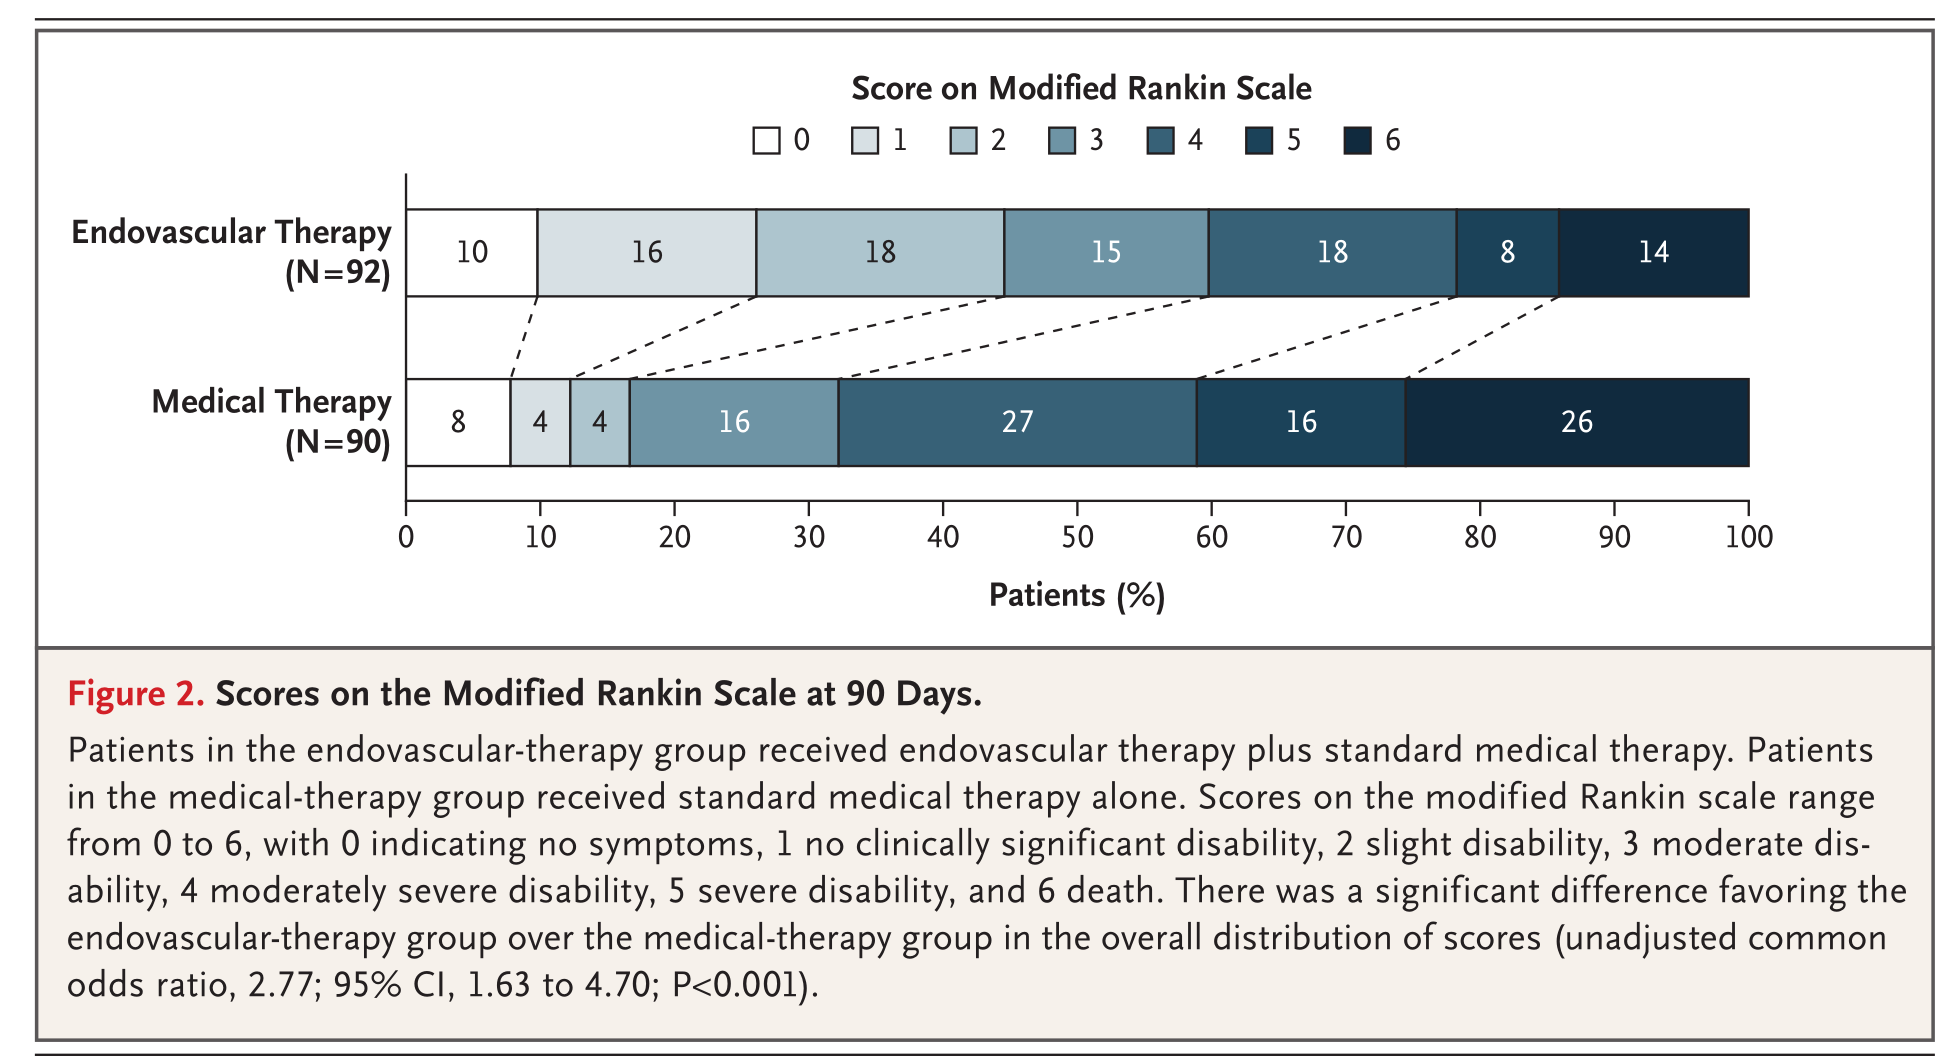 Score on Modified Rankin Scale
0 1 2 3 4 5 6
Endovascular Therapy
(N=92)
10 16 18 15 18 8 14
Medical Therapy
(N=90)
8 4 4 16 27 16 26
0 10 20 30 40 50 60 70 80 90 100
Patients (%)
Figure 2. Scores on the Modified Rankin Scale at 90 Days.
Patients in the endovascular-therapy group received endovascular therapy plus standard medical therapy. Patients
in the medical-therapy group received standard medical therapy alone. Scores on the modified Rankin scale range
from 0 to 6, with 0 indicating no symptoms, 1 no clinically significant disability, 2 slight disability, 3 moderate dis-
ability, 4 moderately severe disability, 5 severe disability, and 6 death. There was a significant difference favoring the
endovascular-therapy group over the medical-therapy group in the overall distribution of scores (unadjusted common
odds ratio, 2.77; 95% CI, 1.63 to 4.70; P<0.001).